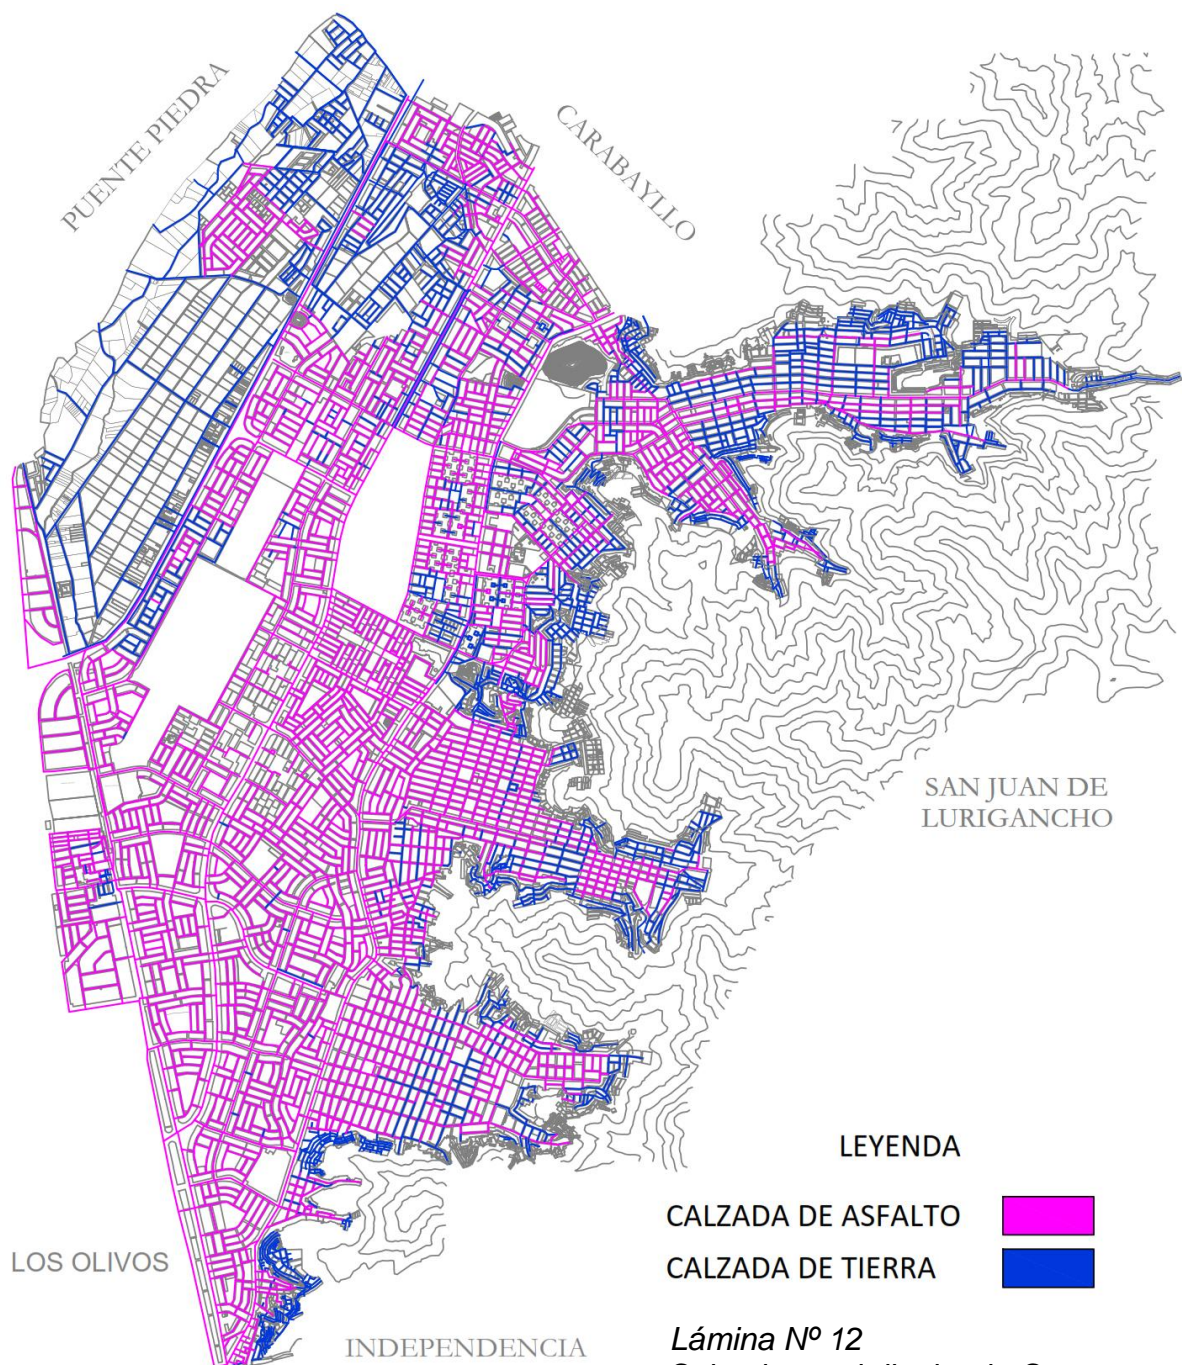 PUENTE PIEDRA
CARABAYLLO
SAN JUAN DE
LURIGANCHO
LEYENDA
CALZADA DE ASFALTO
CALZADA DE TIERRA
LOS OLIVOS
INDEPENDENCIA
Lámina Nº 12